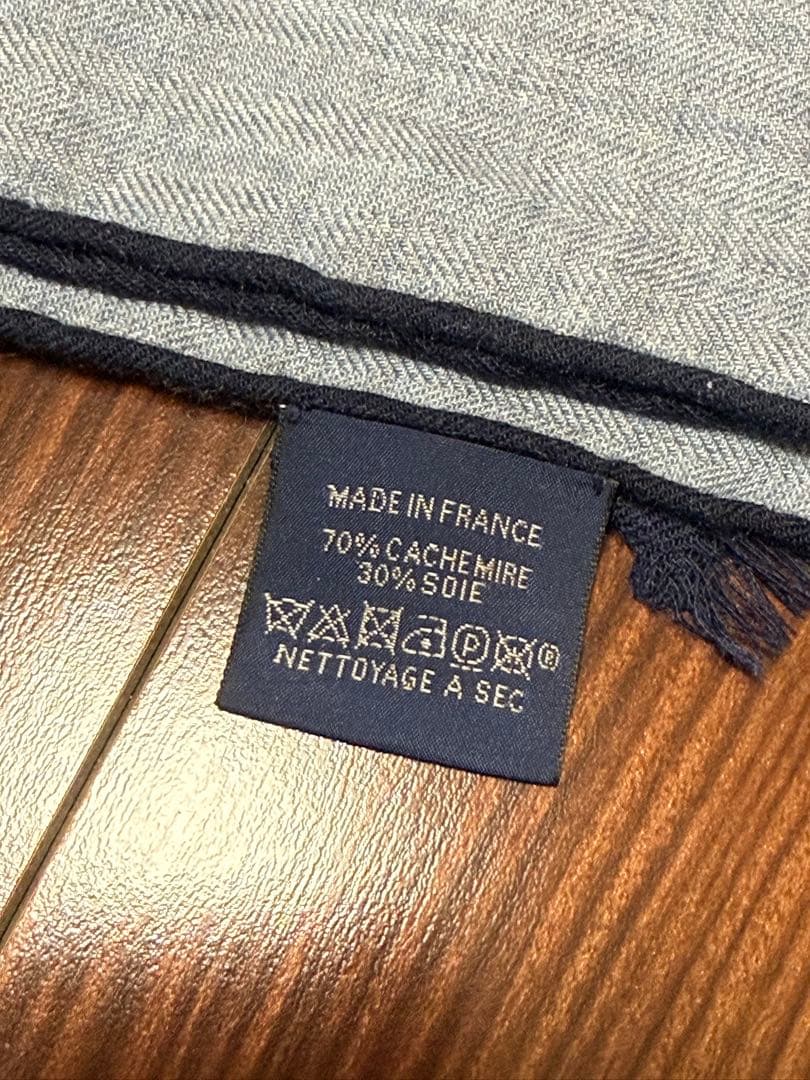 MADE IN FRANCE
70% CACHEMIRE
30% SOIE
P ®
NETTOYAGE A SEC